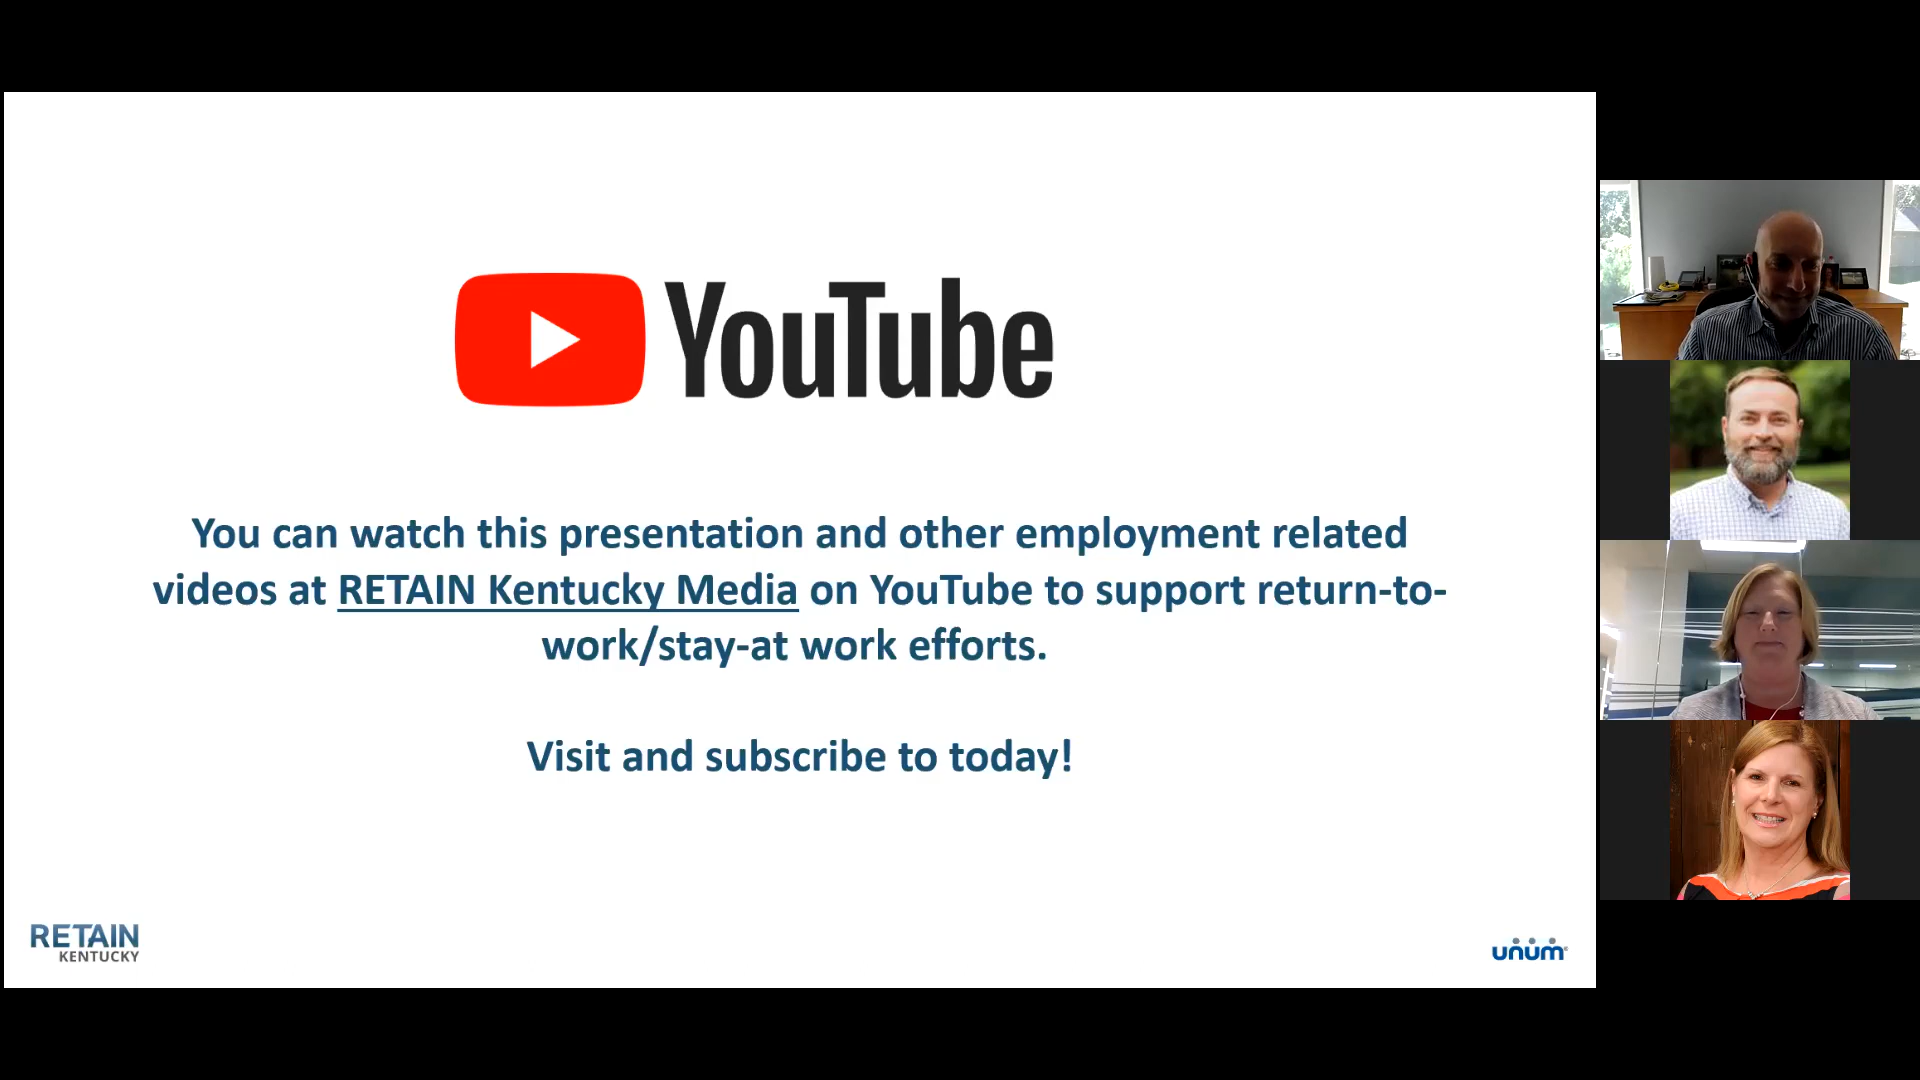 YouTube
You can watch this presentation and other employment related
videos at RETAIN Kentucky Media on YouTube to support return-to-
work/stay-at work efforts.
Visit and subscribe to today!
RETAIN
KENTUCKY
unum